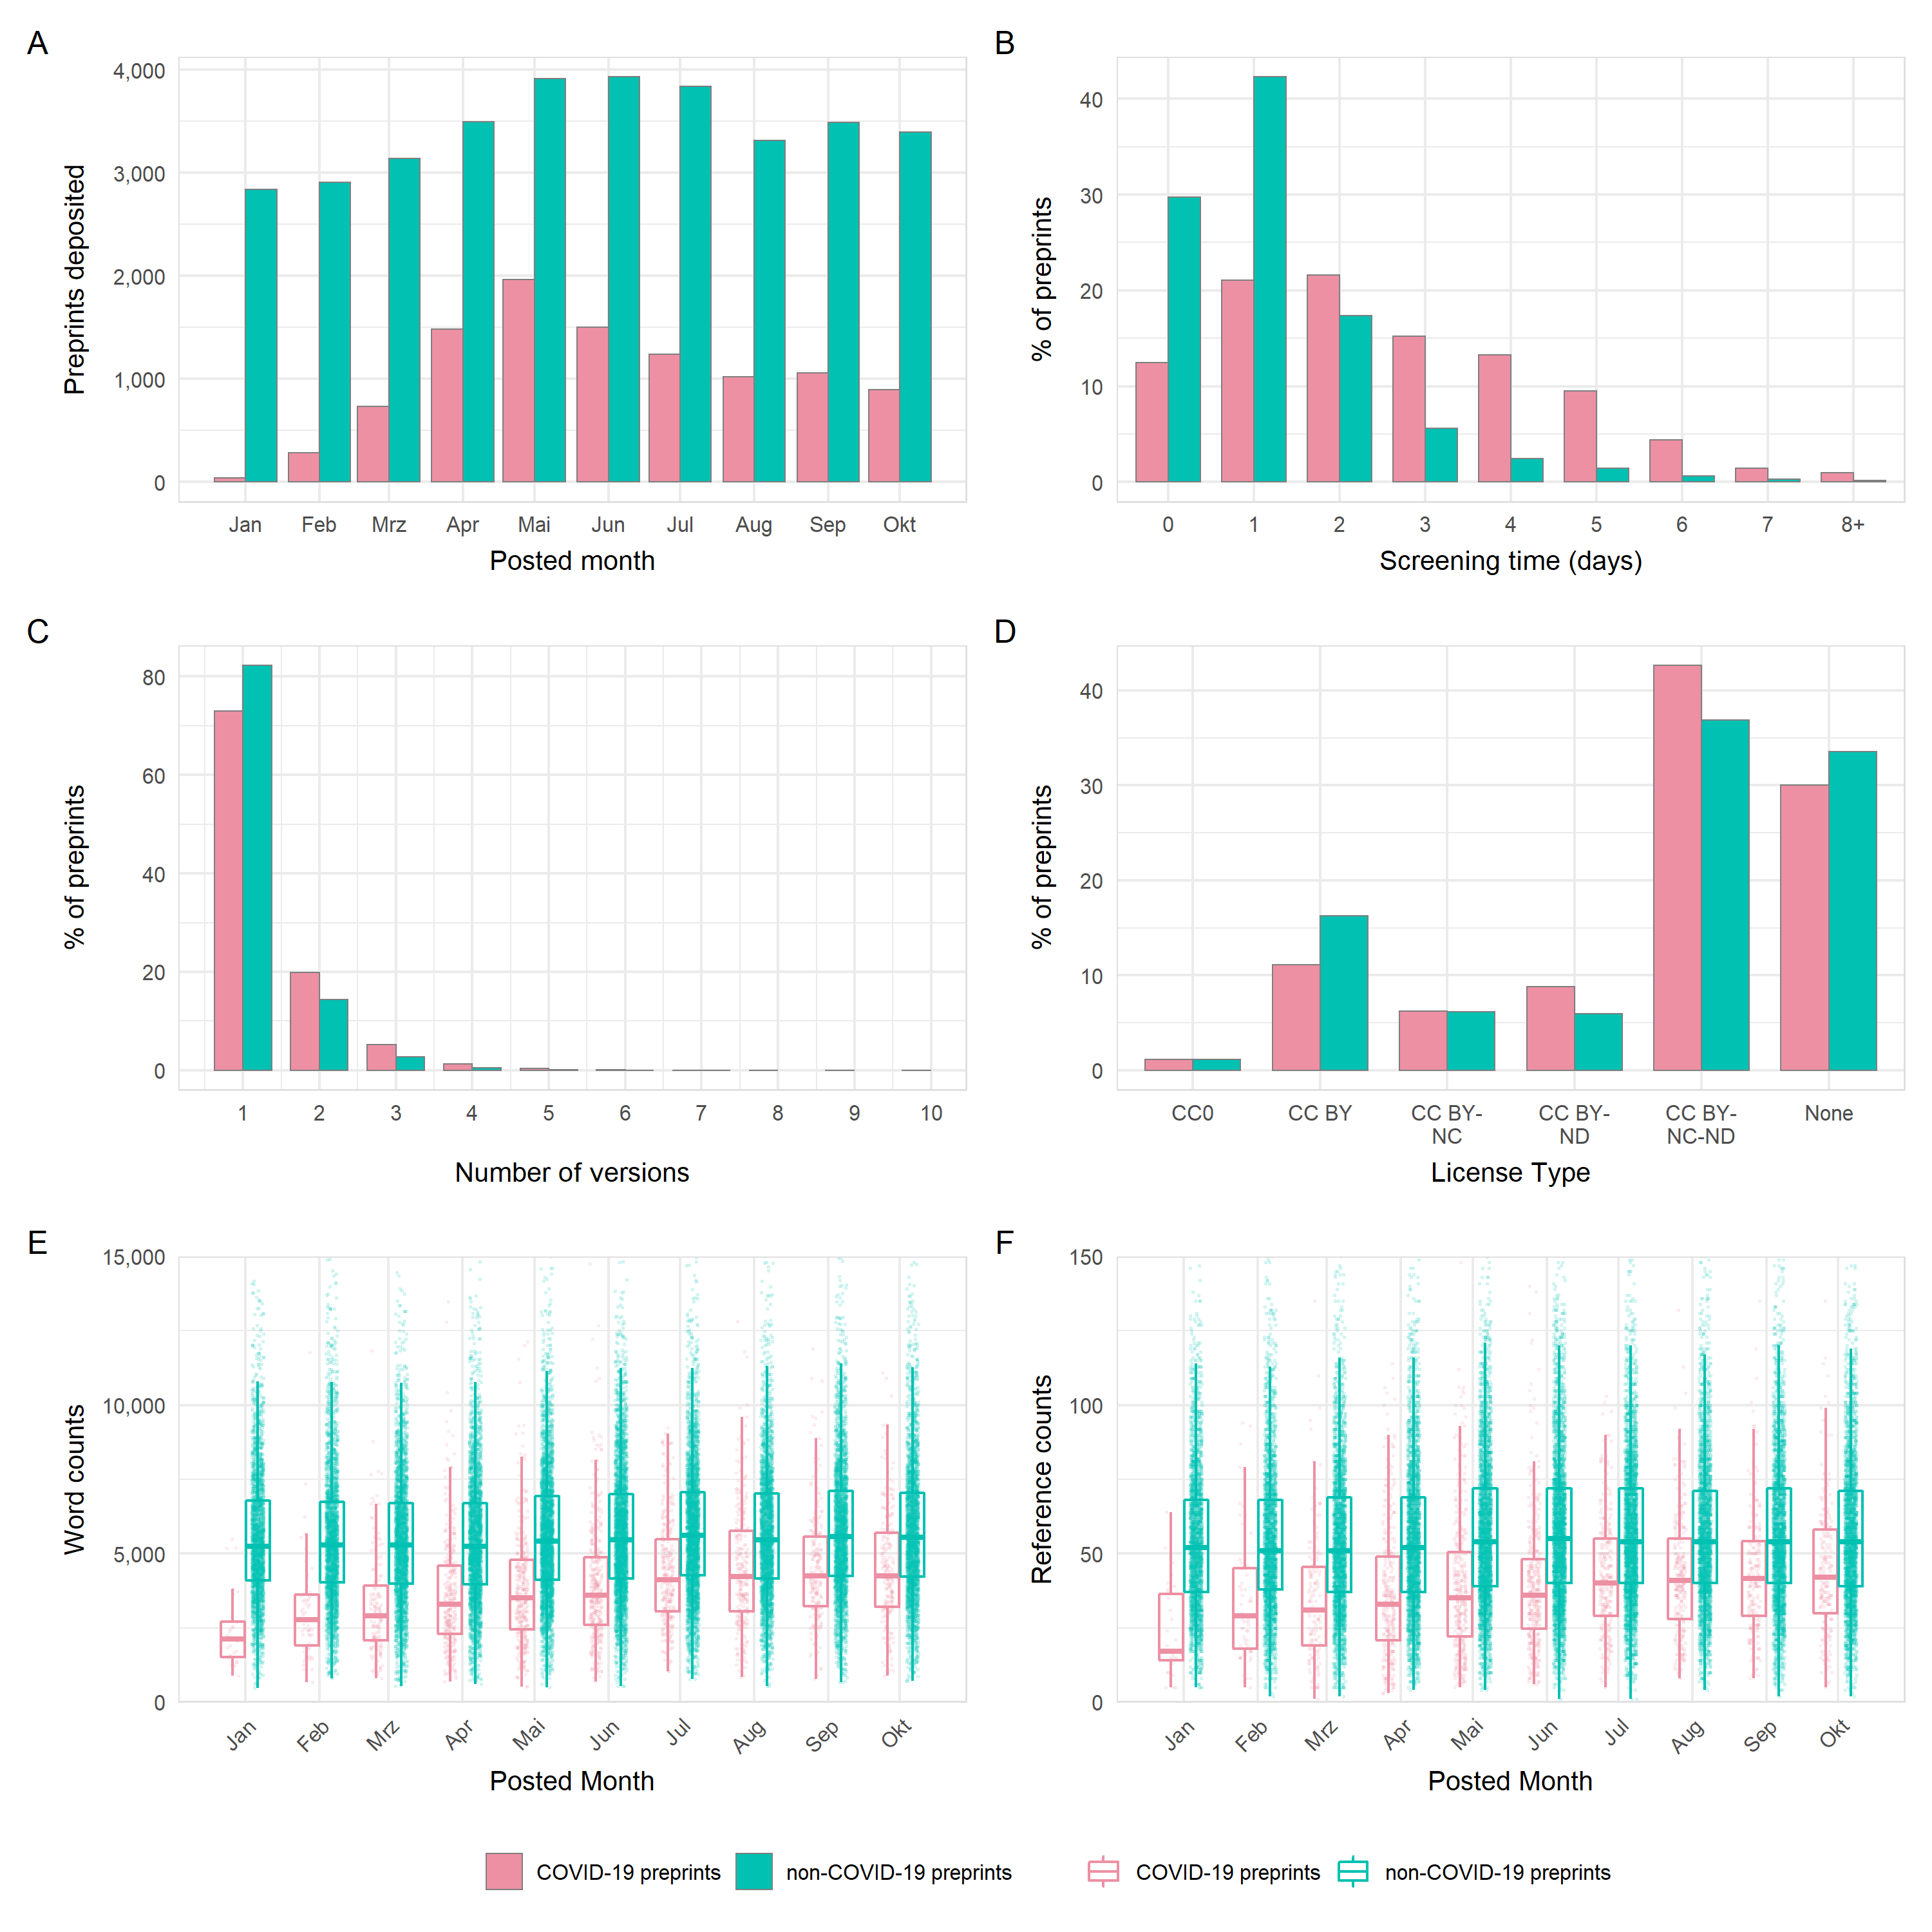 A
4,000
3,000
2,000
1,000
0
Preprints deposited
Jan Feb Mrz Apr Mai Jun Jul Aug Sep Okt
Posted month
B
40
30
20
10
0
% of preprints
0 1 2 3 4 5 6 7 8+
Screening time (days)
C
80
60
40
20
0
% of preprints
1 2 3 4 5 6 7 8 9 10
Number of versions
D
40
30
20
10
0
% of preprints
CC0 CC BY CC BY- CC BY- CC BY- None
NC ND NC-ND
License Type
E
15,000
10,000
5,000
0
Word counts
Jan Feb Mrz Apr Mai Jun Jul Aug Sep Okt
Posted Month
F
150
100
50
0
Reference counts
Jan Feb Mrz Apr Mai Jun Jul Aug Sep Okt
Posted Month
COVID-19 preprints non-COVID-19 preprints COVID-19 preprints non-COVID-19 preprints